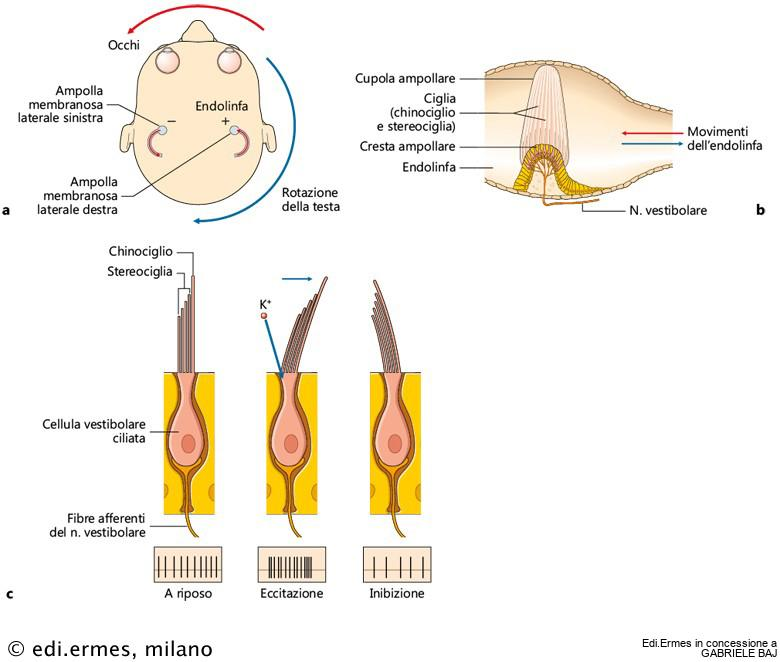 Occhi
Ampolla
membranosa
laterale sinistra
−
Endolinfa
+
Ampolla
membranosa
laterale destra
Rotazione
della testa
a
Cupola ampollare
Ciglia
(chinociglio
e stereociglia)
Cresta ampollare
Endolinfa
Movimenti
dell'endolinfa
N. vestibolare
b
Chinociglio
Stereociglia
K⁺
Cellula vestibolare
ciliata
Fibre afferenti
del n. vestibolare
A riposo
Eccitazione
Inibizione
c
© edi.ermes, milano
Edi.Ermes in concessione a
GABRIELE BAJ